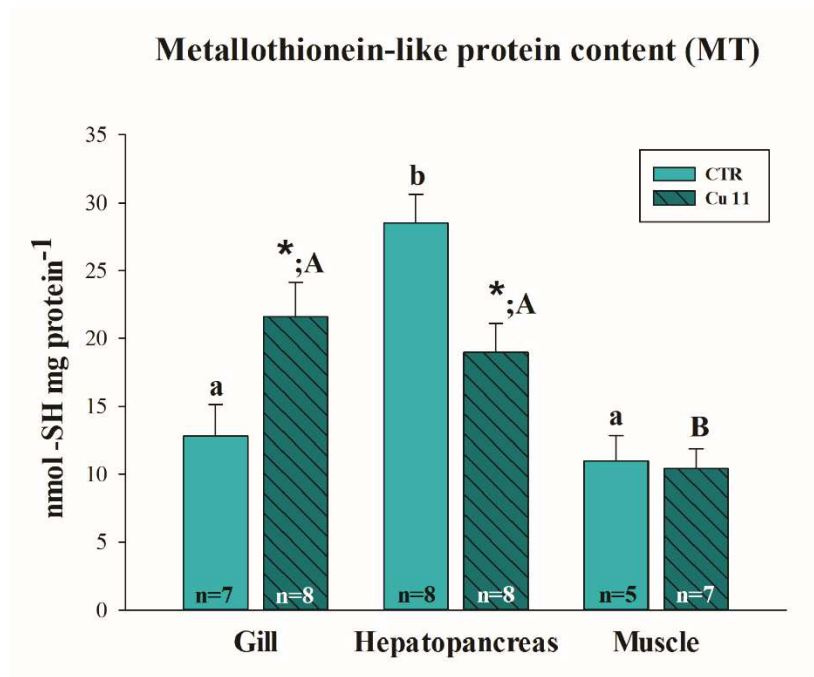 Metallothionein-like protein content (MT)
nmol -SH mg protein-1
35
30
25
20
15
10
5
0
CTR
Cu 11
a
*;A
b
*;A
a
B
n=7
n=8
n=8
n=8
n=5
n=7
Gill
Hepatopancreas
Muscle